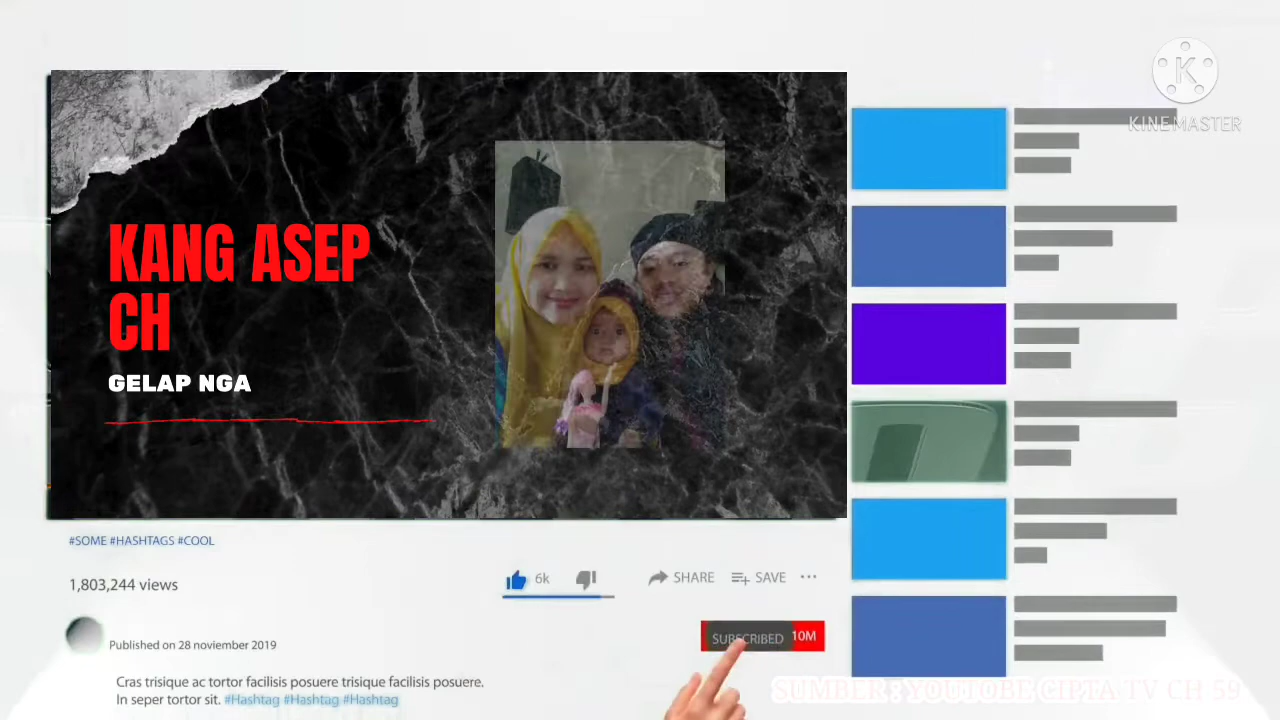 KINEMASTER
KANG ASEP
CH
GELAP NGA
#SOME #HASHTAGS #COOL
1,803,244 views
6k
SHARE
SAVE
Published on 28 noviember 2019
SUBSCRIBED
10M
Cras trisique ac tortor facilisis posuere trisique facilisis posuere.
In seper tortor sit. #Hashtag #Hashtag #Hashtag
SUMBER : YOUTOBE CIPTA TV CH 59